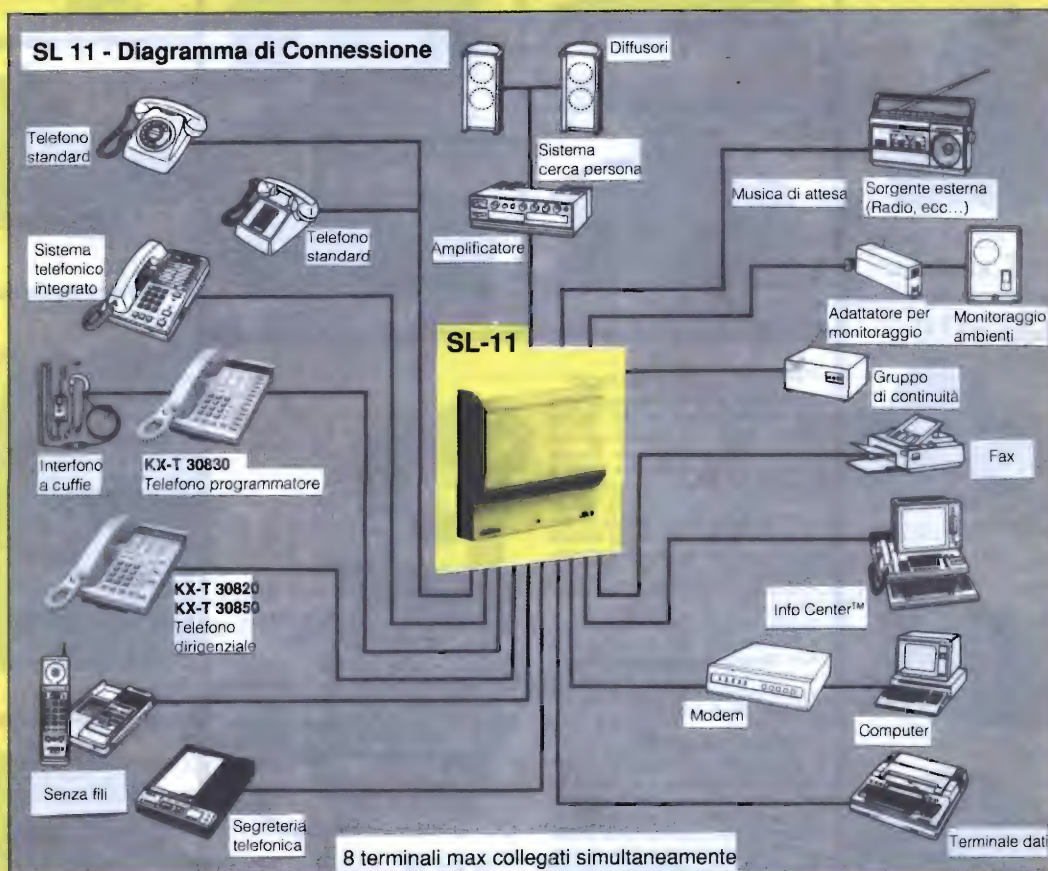 SL 11 - Diagramma di Connessione
Diffusori
Telefono
standard
Sistema
cerca persona
Musica di attesa
Sorgente esterna
(Radio, ecc...)
Telefono
standard
Amplificatore
Sistema
telefonico
integrato
Adattatore per
monitoraggio
Monitoraggio
ambienti
SL-11
Gruppo
di continuità
Interfono
a cuffie
KX-T 30830
Telefono programmatore
Fax
KX-T 30820
KX-T 30850
Telefono
dirigenziale
Info Center™
Modem
Computer
Senza fili
Segreteria
telefonica
Terminale dati
8 terminali max collegati simultaneamente